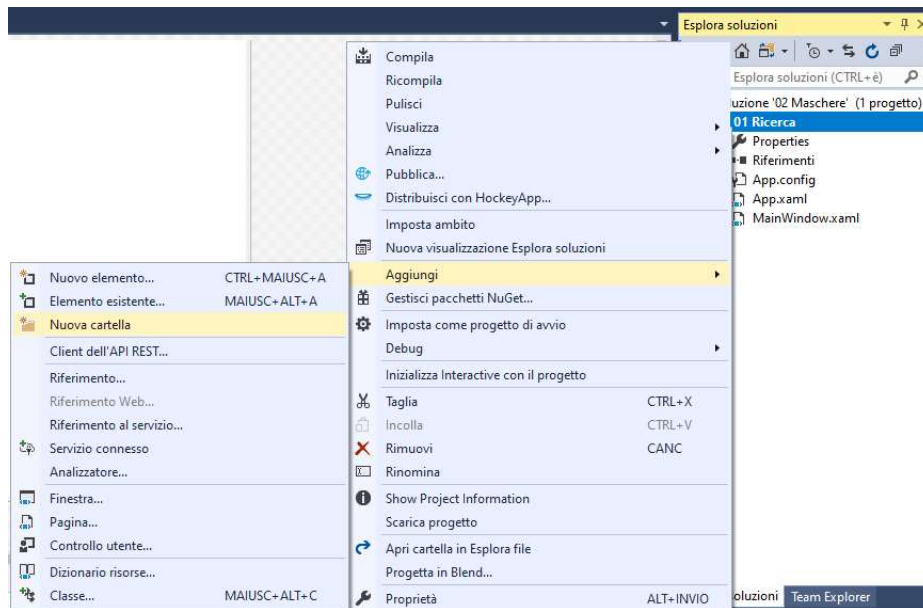 Esplora soluzioni
Esplora soluzioni (CTRL+è)
uzione '02 Maschere' (1 progetto)
01 Ricerca
Properties
Riferimenti
App.config
App.xaml
MainWindow.xaml
Compila
Ricompila
Pulisci
Visualizza
Analizza
Pubblica...
Distribuisci con HockeyApp...
Imposta ambito
Nuova visualizzazione Esplora soluzioni
Aggiungi
Gestisci pacchetti NuGet...
Imposta come progetto di avvio
Debug
Inizializza Interactive con il progetto
Taglia CTRL+X
Incolla CTRL+V
Rimuovi CANC
Rinomina
Show Project Information
Scarica progetto
Apri cartella in Esplora file
Progetta in Blend...
Proprietà ALT+INVIO
Nuovo elemento... CTRL+MAIUSC+A
Elemento esistente... MAIUSC+ALT+A
Nuova cartella
Client dell'API REST...
Riferimento...
Riferimento Web...
Riferimento al servizio...
Servizio connesso
Analizzatore...
Finestra...
Pagina...
Controllo utente...
Dizionario risorse...
Classe... MAIUSC+ALT+C
oluzioni Team Explorer